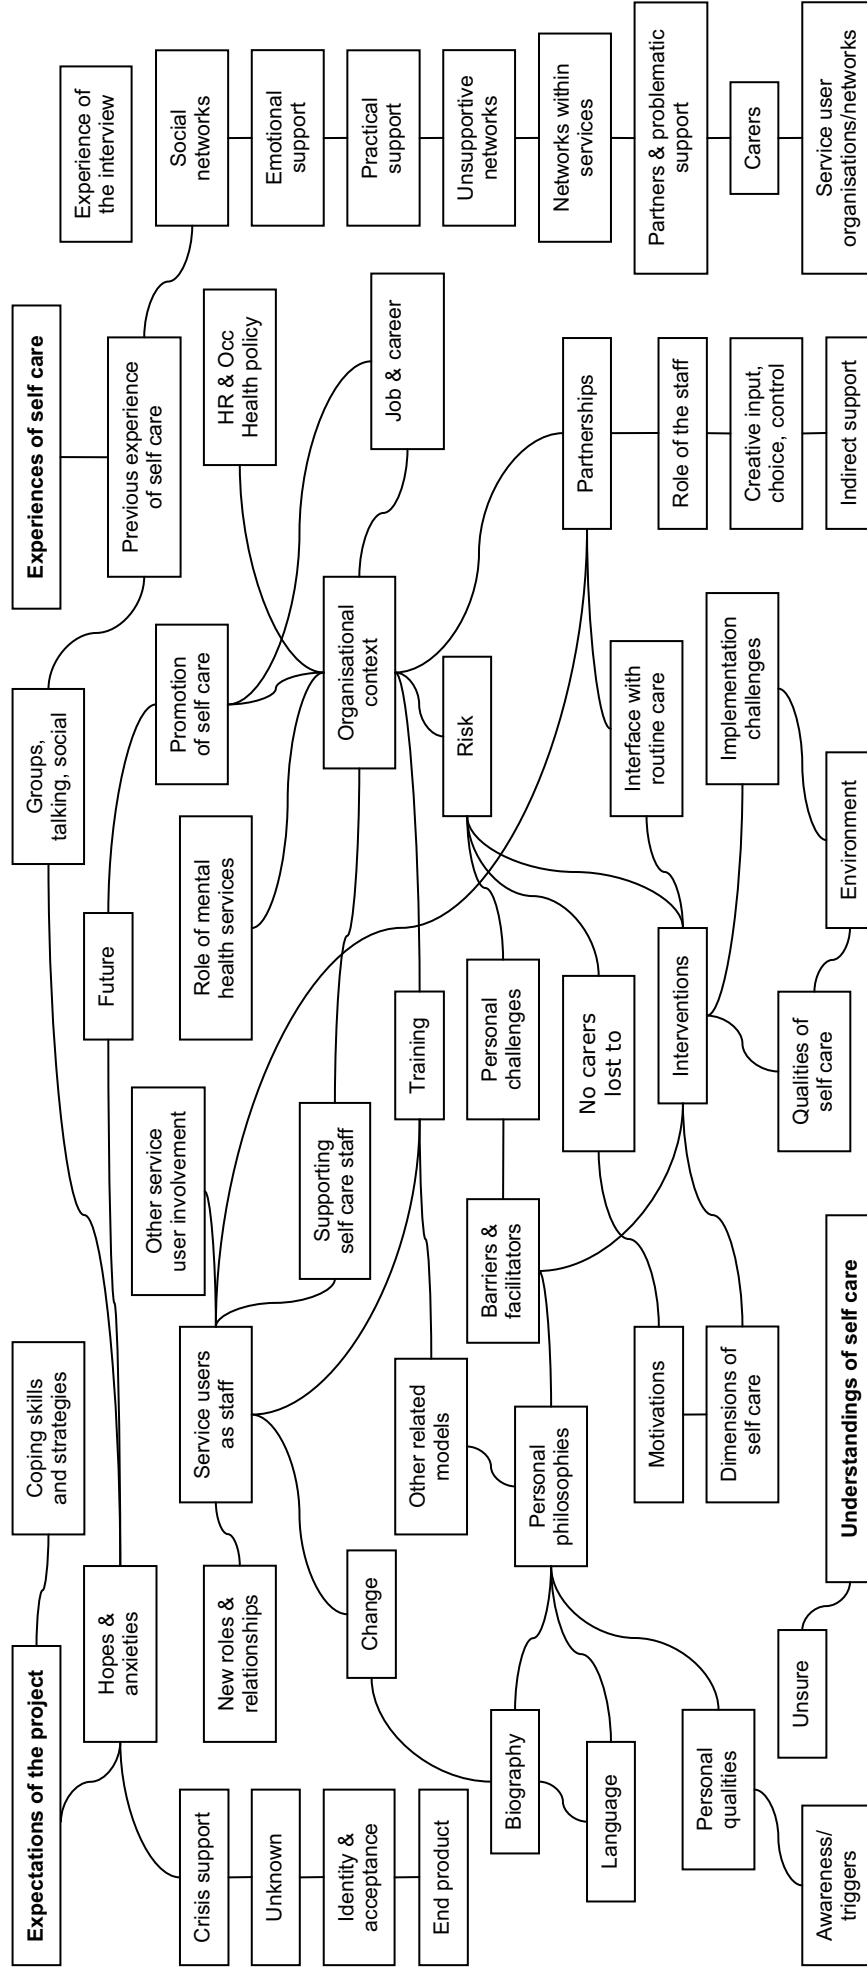 Expectations of the project
Coping skills
and strategies
Groups,
talking, social
Experiences of self care
Experience of
the interview
Hopes &
anxieties
Future
Previous experience
of self care
Social
networks
Other service
user involvement
Promotion
of self care
Crisis support
Service users
as staff
Role of mental
health services
HR & Occ
Health policy
New roles &
relationships
Emotional
support
Unknown
Supporting
self care staff
Organisational
context
Identity &
acceptance
Change
Job & career
Practical
support
End product
Other related
models
Training
Risk
Unsupportive
networks
Barriers &
facilitators
Personal
challenges
Biography
Personal
philosophies
No carers
lost to
Partnerships
Networks within
services
Language
Interface with
routine care
Motivations
Interventions
Role of the staff
Partners & problematic
support
Personal
qualities
Dimensions of
self care
Implementation
challenges
Creative input,
choice, control
Carers
Unsure
Qualities of
self care
Awareness/
triggers
Understandings of self care
Environment
Indirect support
Service user
organisations/networks